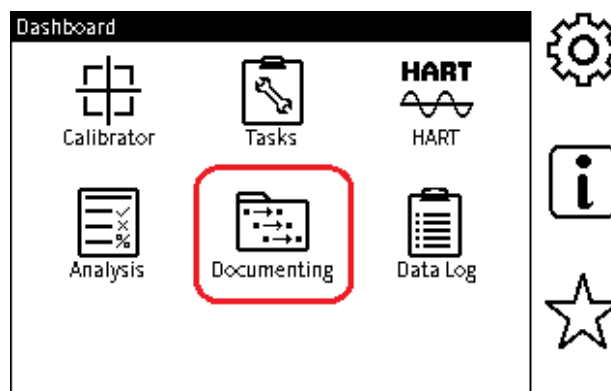 Dashboard
HART
Calibrator
Tasks
HART
Analysis
Documenting
Data Log